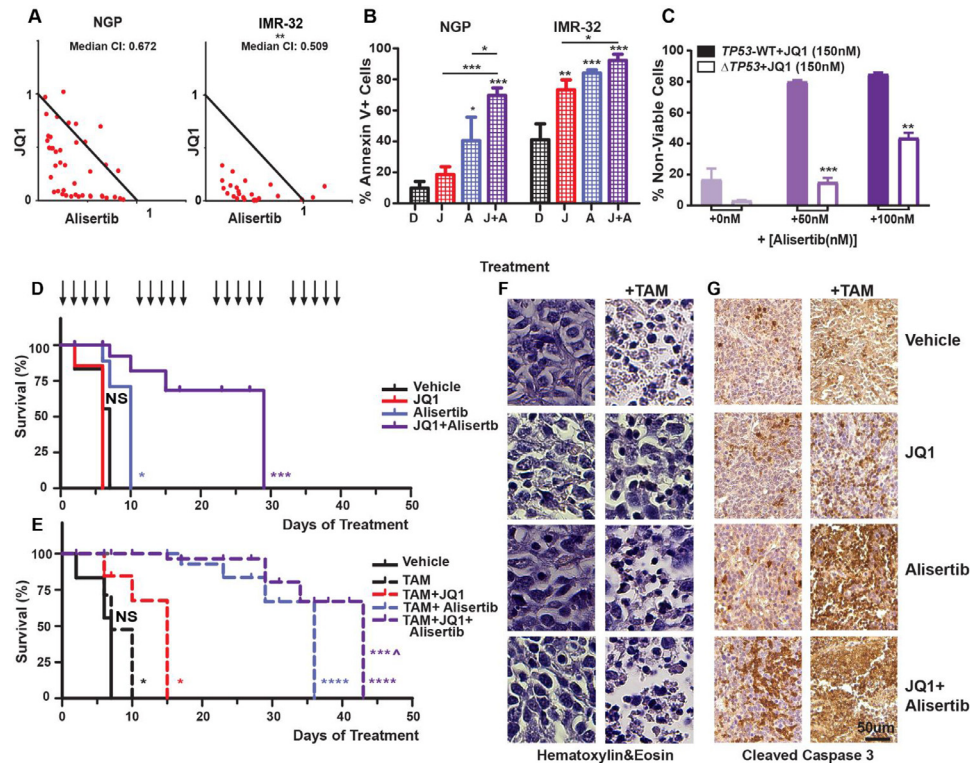 A
NGP
Median CI: 0.672
1
JQ1
Alisertib
1
IMR-32
**
Median CI: 0.509
1
Alisertib
1
B
NGP
IMR-32
% Annexin V+ Cells
100
80
60
40
20
0
*
***
*
***
*
**
***
***
D J A J+A D J A J+A
C
% Non-Viable Cells
100
80
60
40
20
0
TP53-WT+JQ1 (150nM)
ΔTP53+JQ1 (150nM)
***
**
+0nM +50nM +100nM
+ [Alisertib(nM)]
Treatment
D
Survival (%)
100
75
50
25
0
NS
*
***
Vehicle
JQ1
Alisertib
JQ1+Alisertb
0 10 20 30 40 50
Days of Treatment
E
Survival (%)
100
75
50
25
0
NS
*
*
****
***^
****
Vehicle
TAM
TAM+JQ1
TAM+ Alisertib
TAM+JQ1+
Alisertib
0 10 20 30 40 50
Days of Treatment
F
+TAM
Hematoxylin&Eosin
G
+TAM
Vehicle
JQ1
Alisertib
JQ1+
Alisertib
50um
Cleaved Caspase 3